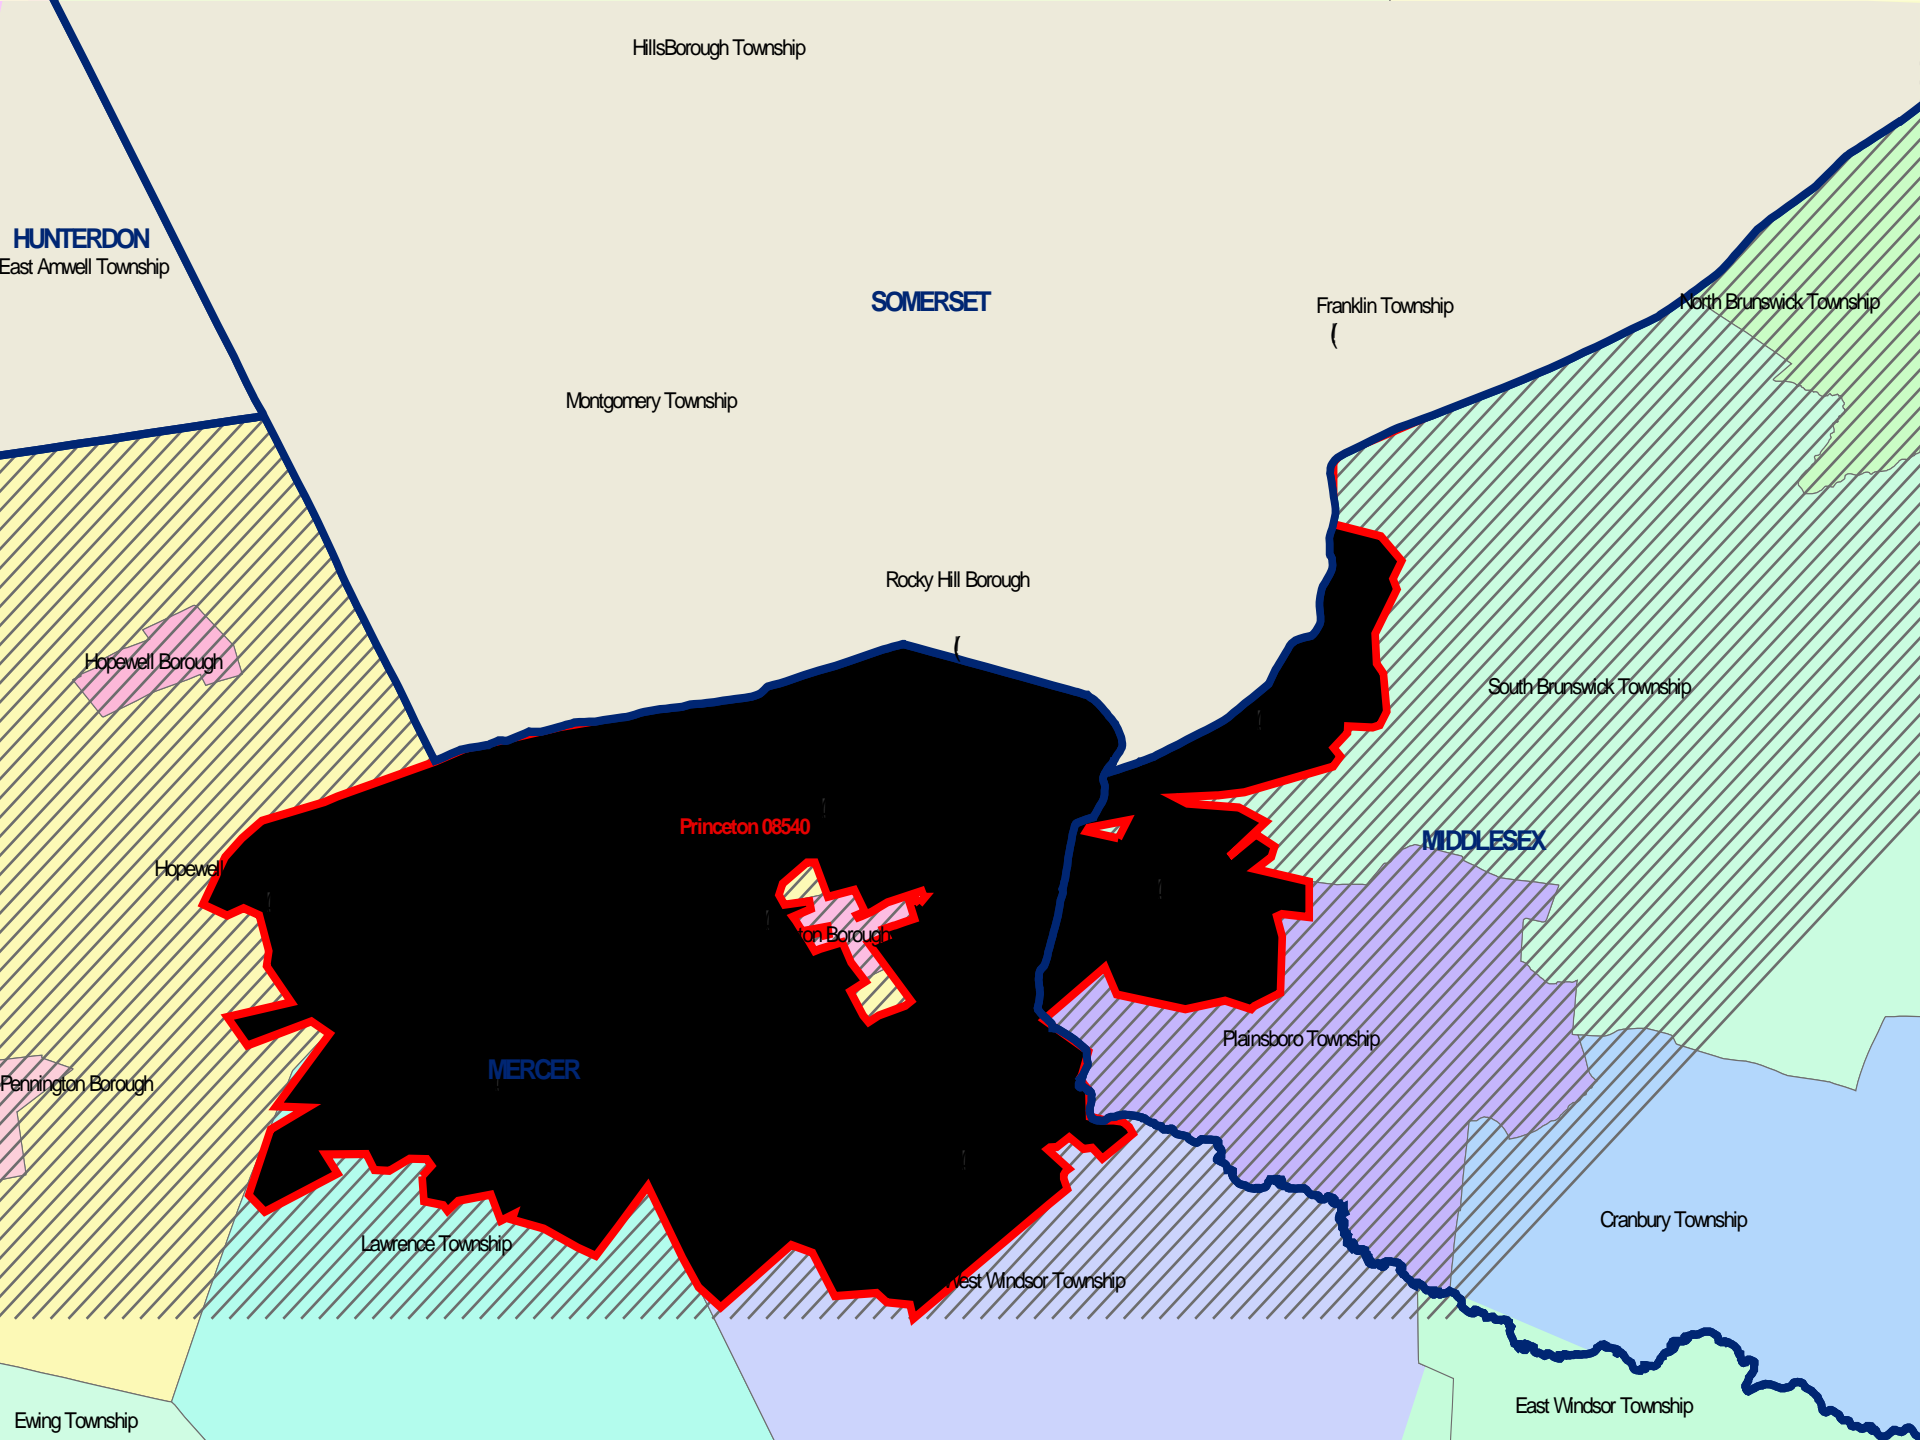 HillsBorough Township
HUNTERDON
East Amwell Township
SOMERSET
Franklin Township
North Brunswick Township
Montgomery Township
Rocky Hill Borough
Hopewell Borough
South Brunswick Township
Princeton 08540
MIDDLESEX
Hopewell
ton Borough
Plainsboro Township
MERCER
Pennington Borough
Cranbury Township
Lawrence Township
West Windsor Township
East Windsor Township
Ewing Township